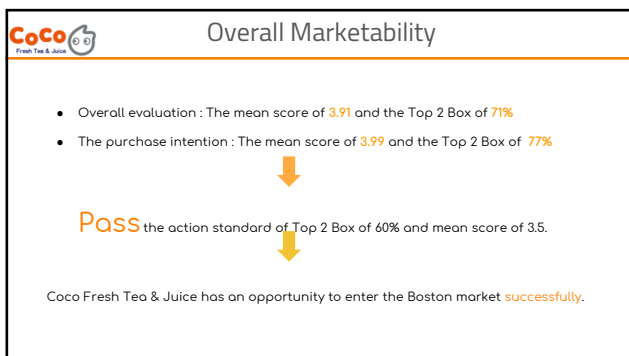 CoCo
Fresh Tea & Juice
Overall Marketability
● Overall evaluation : The mean score of 3.91 and the Top 2 Box of 71%
● The purchase intention : The mean score of 3.99 and the Top 2 Box of 77%
Pass the action standard of Top 2 Box of 60% and mean score of 3.5.
Coco Fresh Tea & Juice has an opportunity to enter the Boston market successfully.